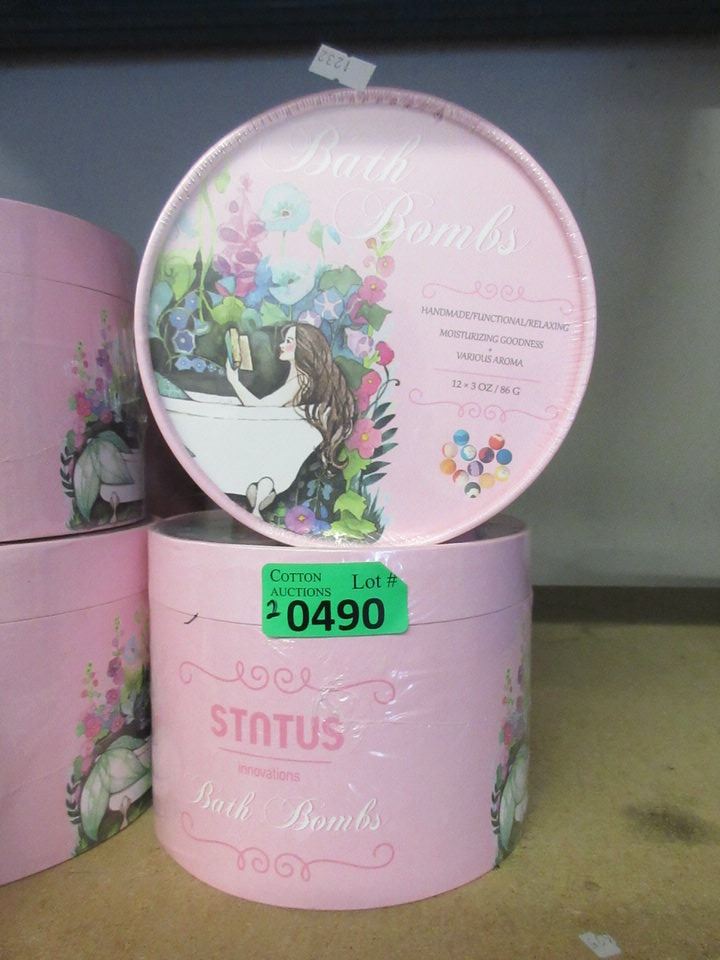 1232
Bath
Bombs
HANDMADE/FUNCTIONAL/RELAXING
MOISTURIZING GOODNESS
VARIOUS AROMA
12 × 3 OZ / 86 G
COTTON
AUCTIONS
Lot #
2 0490
STATUS
innovations
Bath Bombs